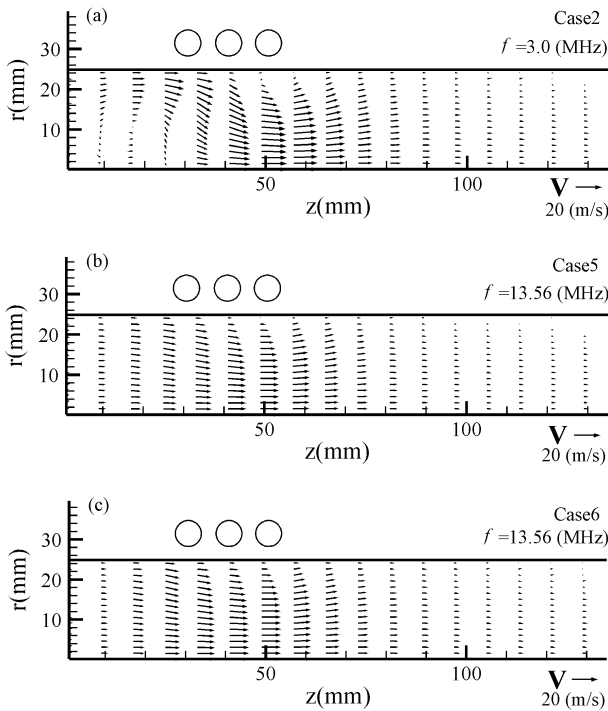 (a)
Case2
f =3.0 (MHz)
30
20
10
r(mm)
50
100
z(mm)
V
20 (m/s)
(b)
Case5
f =13.56 (MHz)
30
20
10
r(mm)
50
100
z(mm)
V
20 (m/s)
(c)
Case6
f =13.56 (MHz)
30
20
10
r(mm)
50
100
z(mm)
V
20 (m/s)